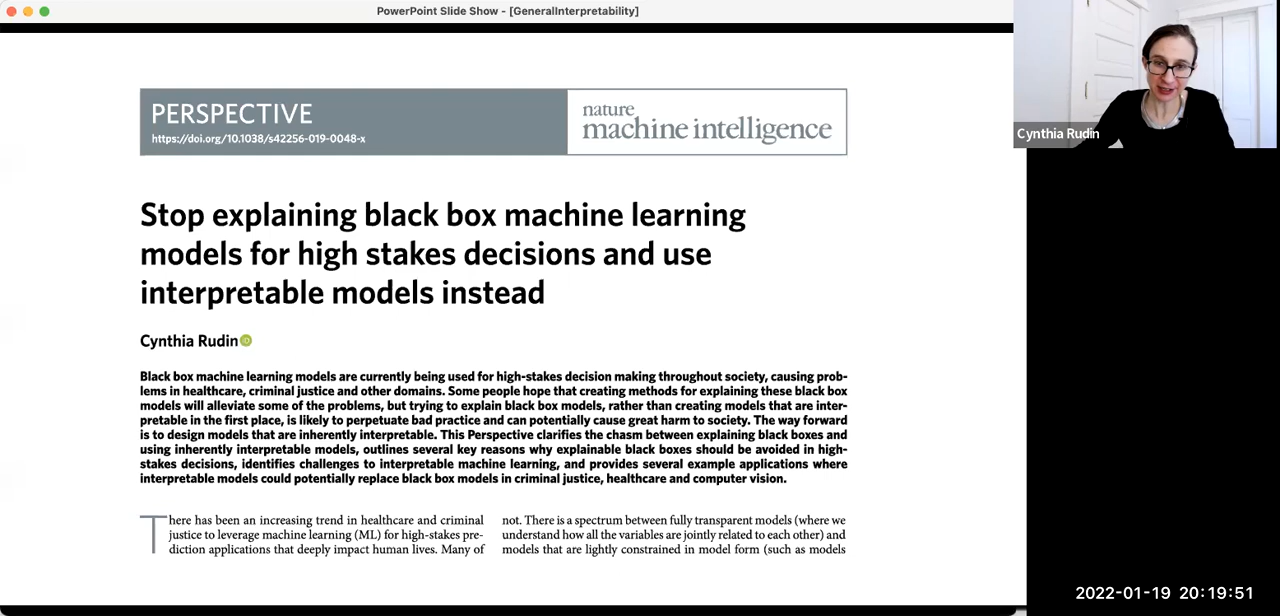 PowerPoint Slide Show - [GeneralInterpretability]
PERSPECTIVE
https://doi.org/10.1038/s42256-019-0048-x
nature
machine intelligence
Stop explaining black box machine learning
models for high stakes decisions and use
interpretable models instead
Cynthia Rudin
Black box machine learning models are currently being used for high-stakes decision making throughout society, causing prob-
lems in healthcare, criminal justice and other domains. Some people hope that creating methods for explaining these black box
models will alleviate some of the problems, but trying to explain black box models, rather than creating models that are inter-
pretable in the first place, is likely to perpetuate bad practice and can potentially cause great harm to society. The way forward
is to design models that are inherently interpretable. This Perspective clarifies the chasm between explaining black boxes and
using inherently interpretable models, outlines several key reasons why explainable black boxes should be avoided in high-
stakes decisions, identifies challenges to interpretable machine learning, and provides several example applications where
interpretable models could potentially replace black box models in criminal justice, healthcare and computer vision.
There has been an increasing trend in healthcare and criminal
justice to leverage machine learning (ML) for high-stakes pre-
diction applications that deeply impact human lives. Many of
not. There is a spectrum between fully transparent models (where we
understand how all the variables are jointly related to each other) and
models that are lightly constrained in model form (such as models
Cynthia Rudin
2022-01-19 20:19:51